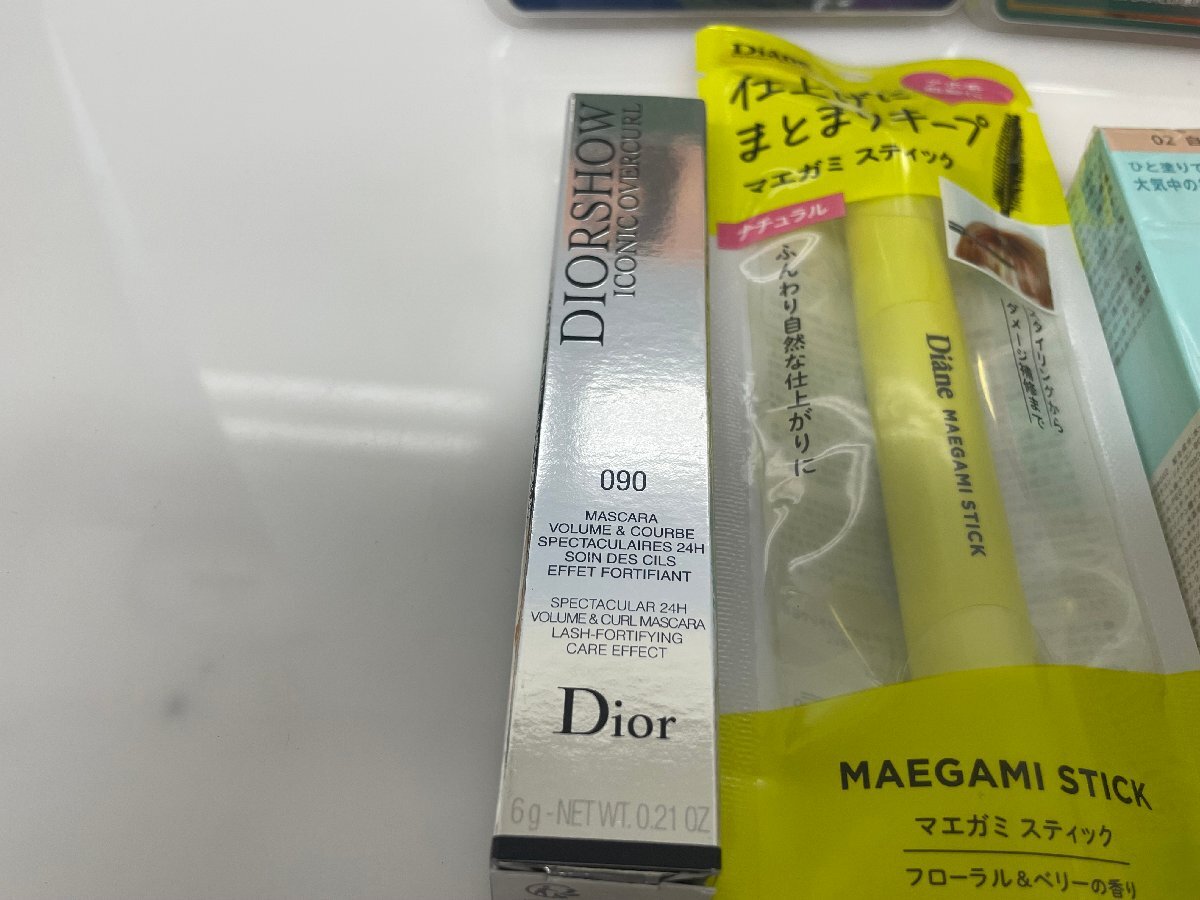 DIORSHOW
ICONIC OVERCURL
090
MASCARA
VOLUME & COURBE
SPECTACULAIRES 24H
SOIN DES CILS
EFFET FORTIFIANT
SPECTACULAR 24H
VOLUME & CURL MASCARA
LASH-FORTIFYING
CARE EFFECT
Dior
6 g - NET WT. 0.21 OZ
Diane
仕上げに
まとまりキープ
マエガミ スティック
ナチュラル
ふんわり自然な仕上がりに
Diane MAEGAMI STICK
MAEGAMI STICK
マエガミ スティック
フローラル&ベリーの香り
02
ひと塗りで
大気中の